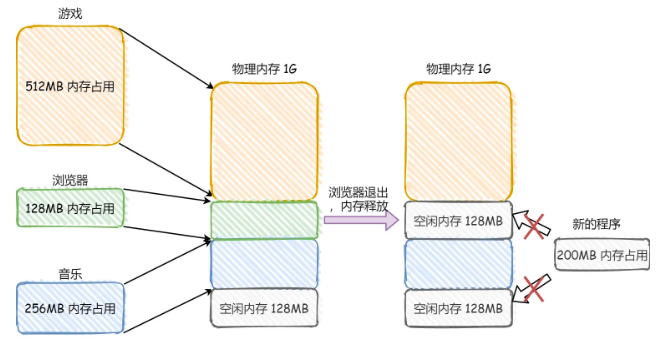 游戏
512MB 内存占用
浏览器
128MB 内存占用
音乐
256MB 内存占用
物理内存 1G
空闲内存 128MB
浏览器退出
，内存释放
物理内存 1G
空闲内存 128MB
空闲内存 128MB
新的程序
200MB 内存占用